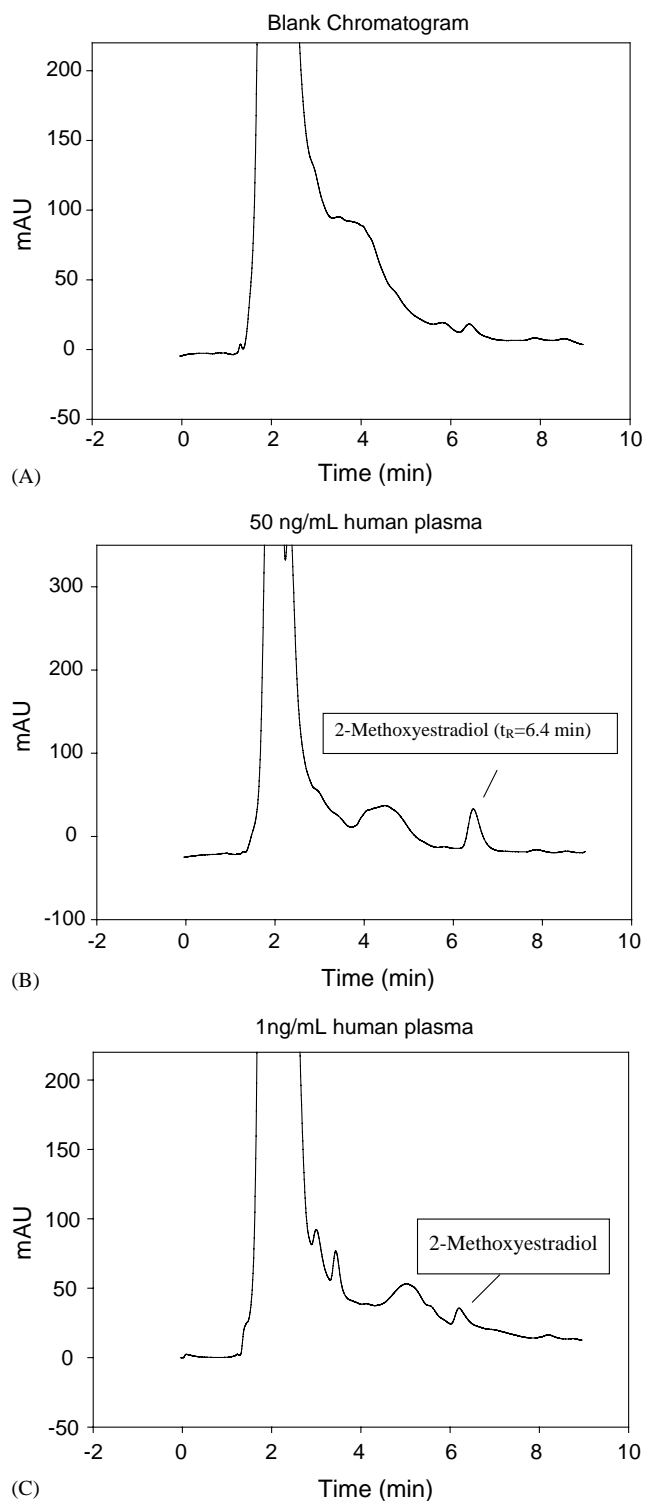 Blank Chromatogram
200
150
100
50
0
-50
mAU
-2 0 2 4 6 8 10
Time (min)
(A)
50 ng/mL human plasma
300
200
100
0
-100
mAU
2-Methoxyestradiol (tR=6.4 min)
-2 0 2 4 6 8 10
Time (min)
(B)
1ng/mL human plasma
200
150
100
50
0
-50
mAU
2-Methoxyestradiol
-2 0 2 4 6 8 10
Time (min)
(C)